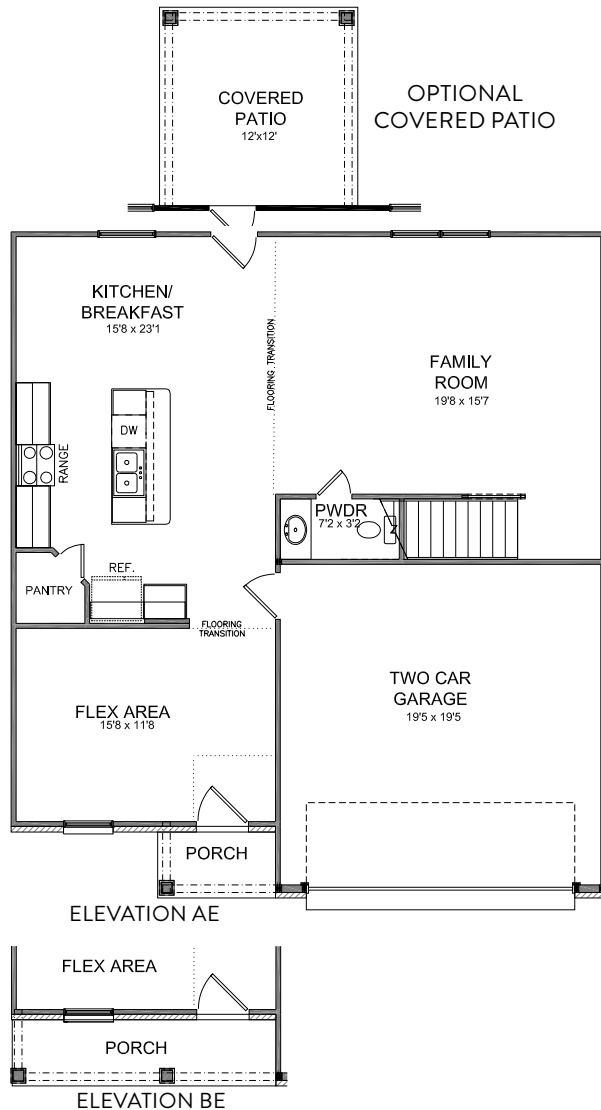 COVERED
PATIO
12'x12'
OPTIONAL
COVERED PATIO
KITCHEN/
BREAKFAST
15'8 x 23'1
FLOORING TRANSITION
FAMILY
ROOM
19'8 x 15'7
DW
RANGE
PWDR
7'2 x 3'2
REF.
PANTRY
FLOORING
TRANSITION
FLEX AREA
15'8 x 11'8
TWO CAR
GARAGE
19'5 x 19'5
PORCH
ELEVATION AE
FLEX AREA
PORCH
ELEVATION BE